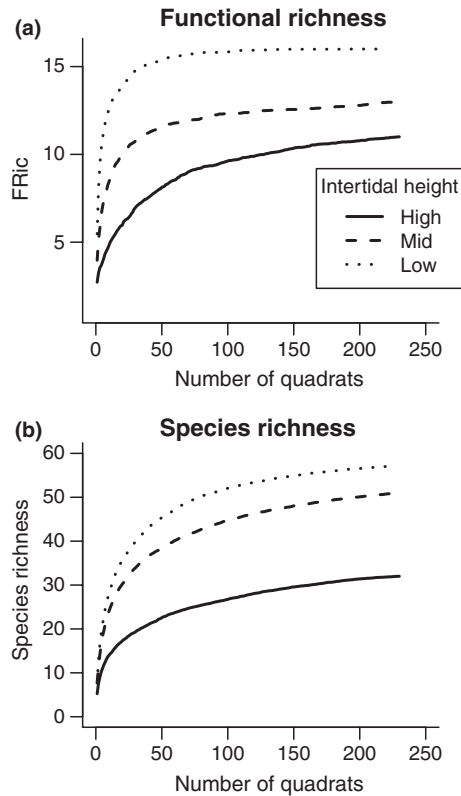 Functional richness
(a)
15
10
5
FRic
0 50 100 150 200 250
Number of quadrats
Intertidal height
High
Mid
Low
Species richness
(b)
60
50
40
30
20
10
0
Species richness
0 50 100 150 200 250
Number of quadrats